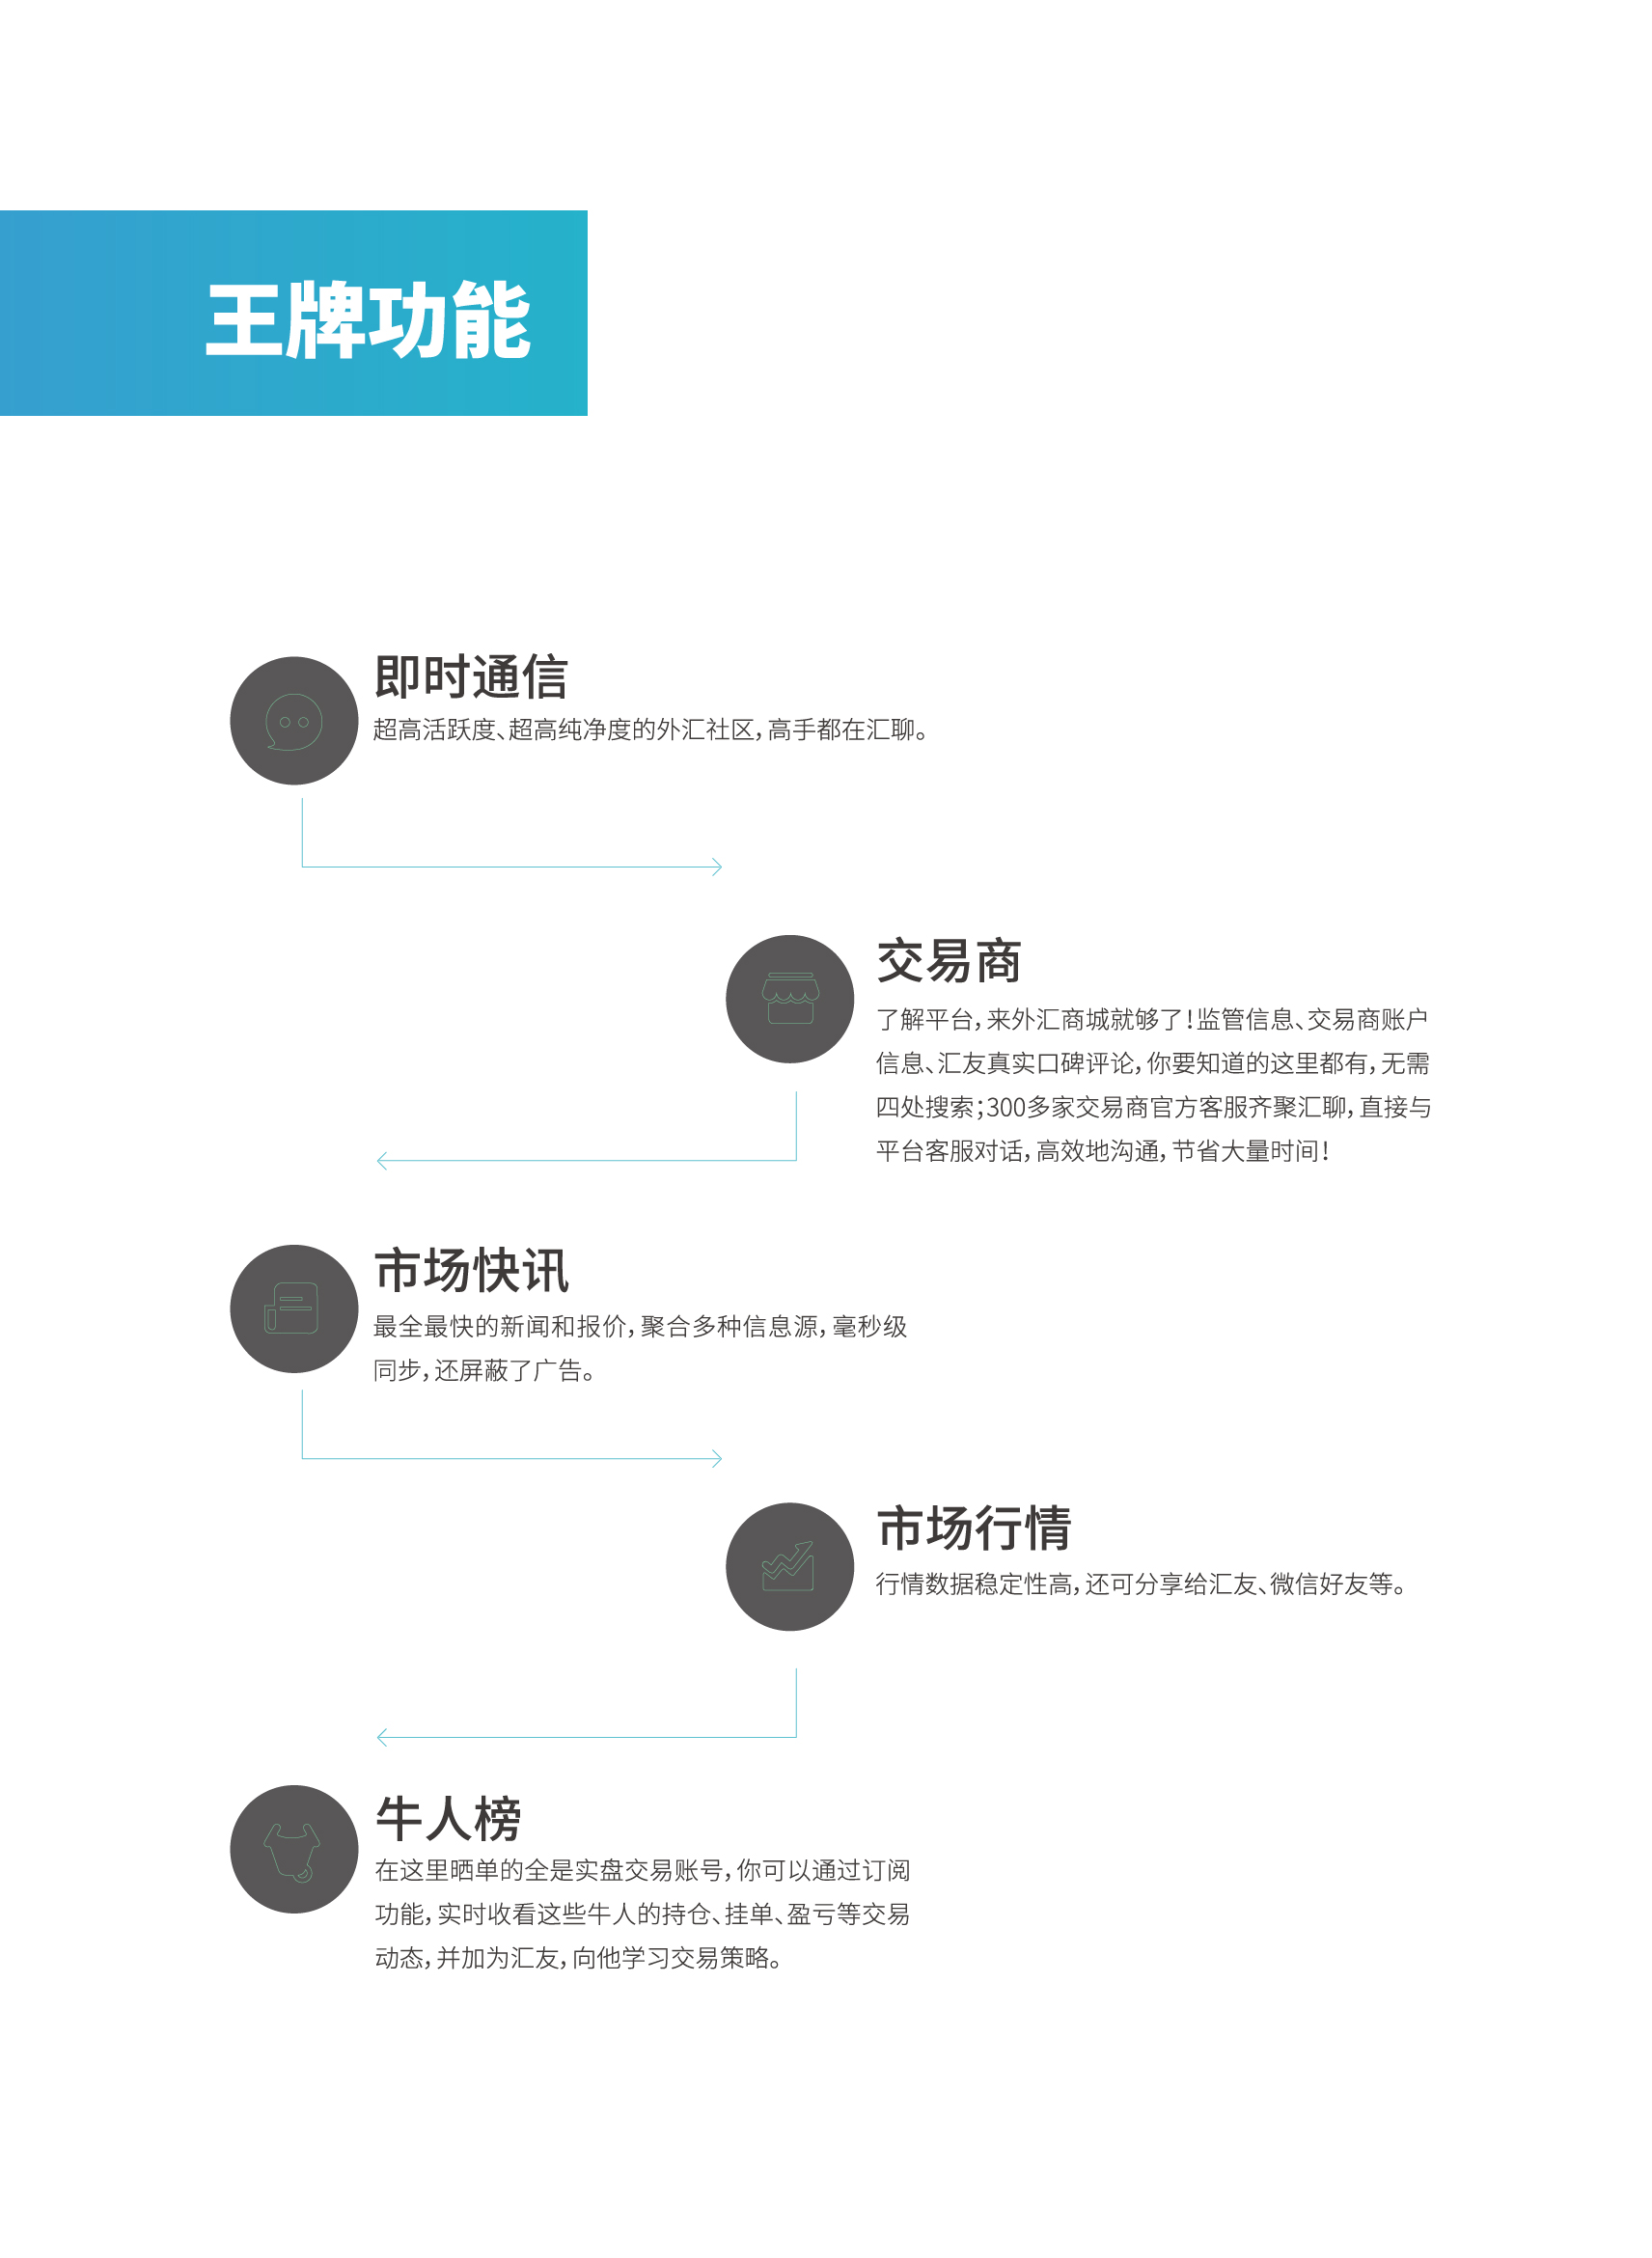 王牌功能
即时通信
超高活跃度、超高纯净度的外汇社区，高手都在汇聊。
交易商
了解平台，来外汇商城就够了！监管信息、交易商账户
信息、汇友真实口碑评论，你要知道的这里都有，无需
四处搜索；300多家交易商官方客服齐聚汇聊，直接与
平台客服对话，高效地沟通，节省大量时间！
市场快讯
最全最快的新闻和报价，聚合多种信息源，毫秒级
同步，还屏蔽了广告。
市场行情
行情数据稳定性高，还可分享给汇友、微信好友等。
牛人榜
在这里晒单的全是实盘交易账号，你可以通过订阅
功能，实时收看这些牛人的持仓、挂单、盈亏等交易
动态，并加为汇友，向他学习交易策略。